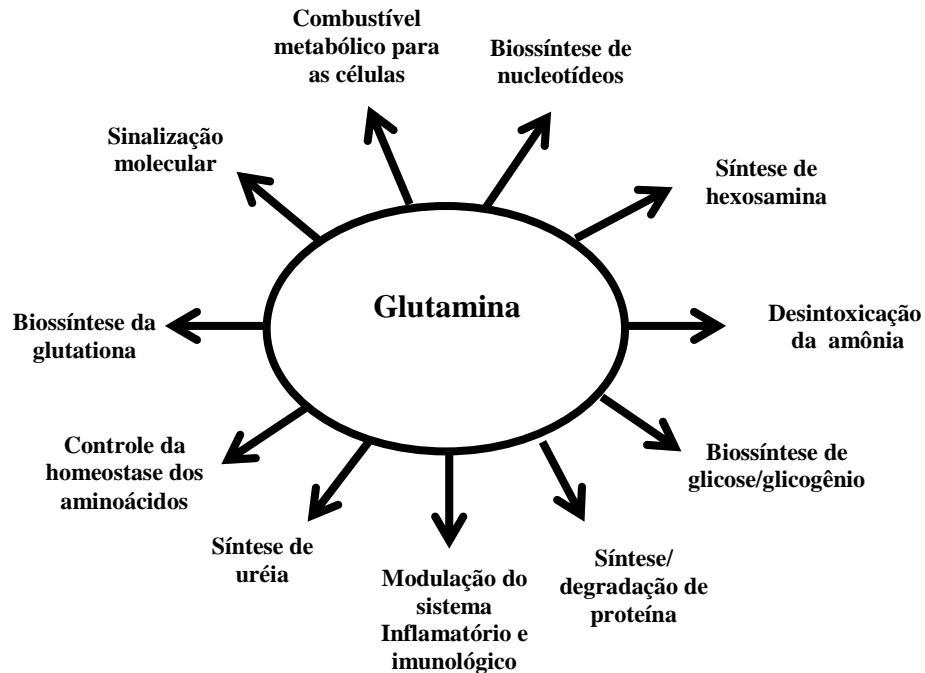 Combustível
metabólico para
as células
Biossíntese de
nucleotídeos
Sinalização
molecular
Síntese de
hexosamina
Glutamina
Biossíntese da
glutationa
Desintoxicação
da amônia
Controle da
homeostase dos
aminoácidos
Biossíntese de
glicose/glicogênio
Síntese de
uréia
Modulação do
sistema
Inflamatório e
imunológico
Síntese/
degradação de
proteína